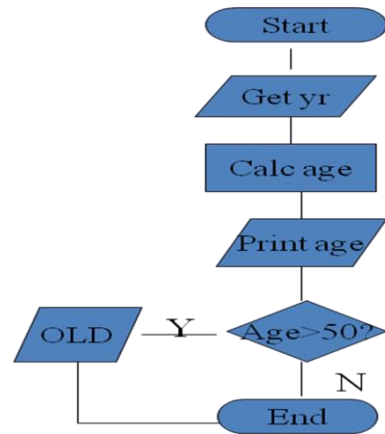 Start
Get yr
Calc age
Print age
OLD
Y
Age>50?
N
End